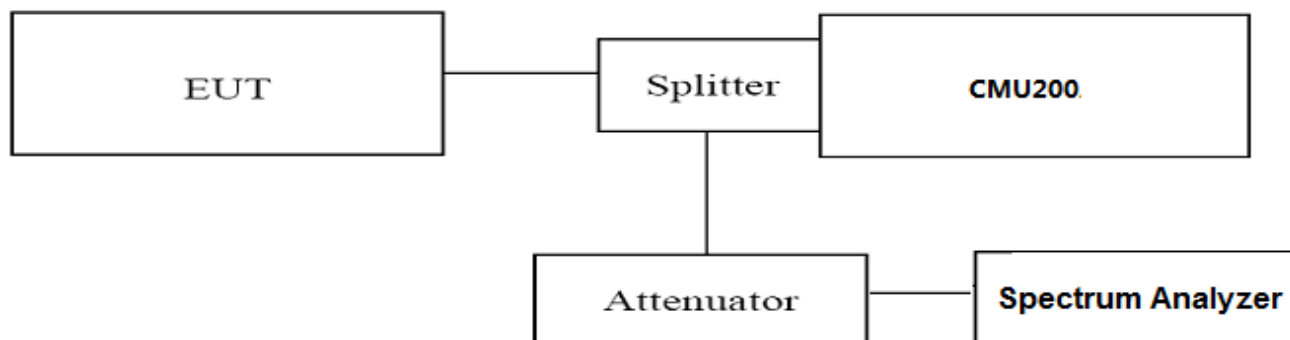 EUT
Splitter
CMU200
Attenuator
Spectrum Analyzer